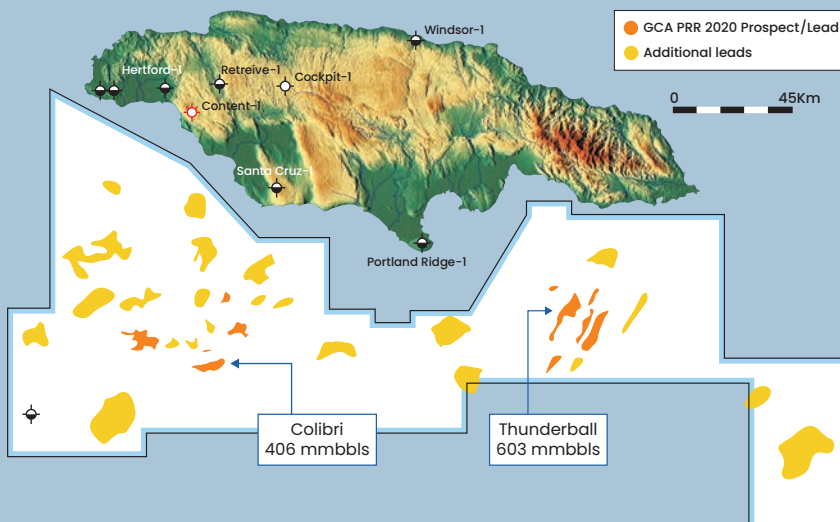 Windsor-1
GCA PRR 2020 Prospect/Lead
Additional leads
Hertford-1
Retreive-1
Cockpit-1
Content-1
0
45Km
Santa Cruz-1
Portland Ridge-1
Colibri
406 mmbbls
Thunderball
603 mmbbls